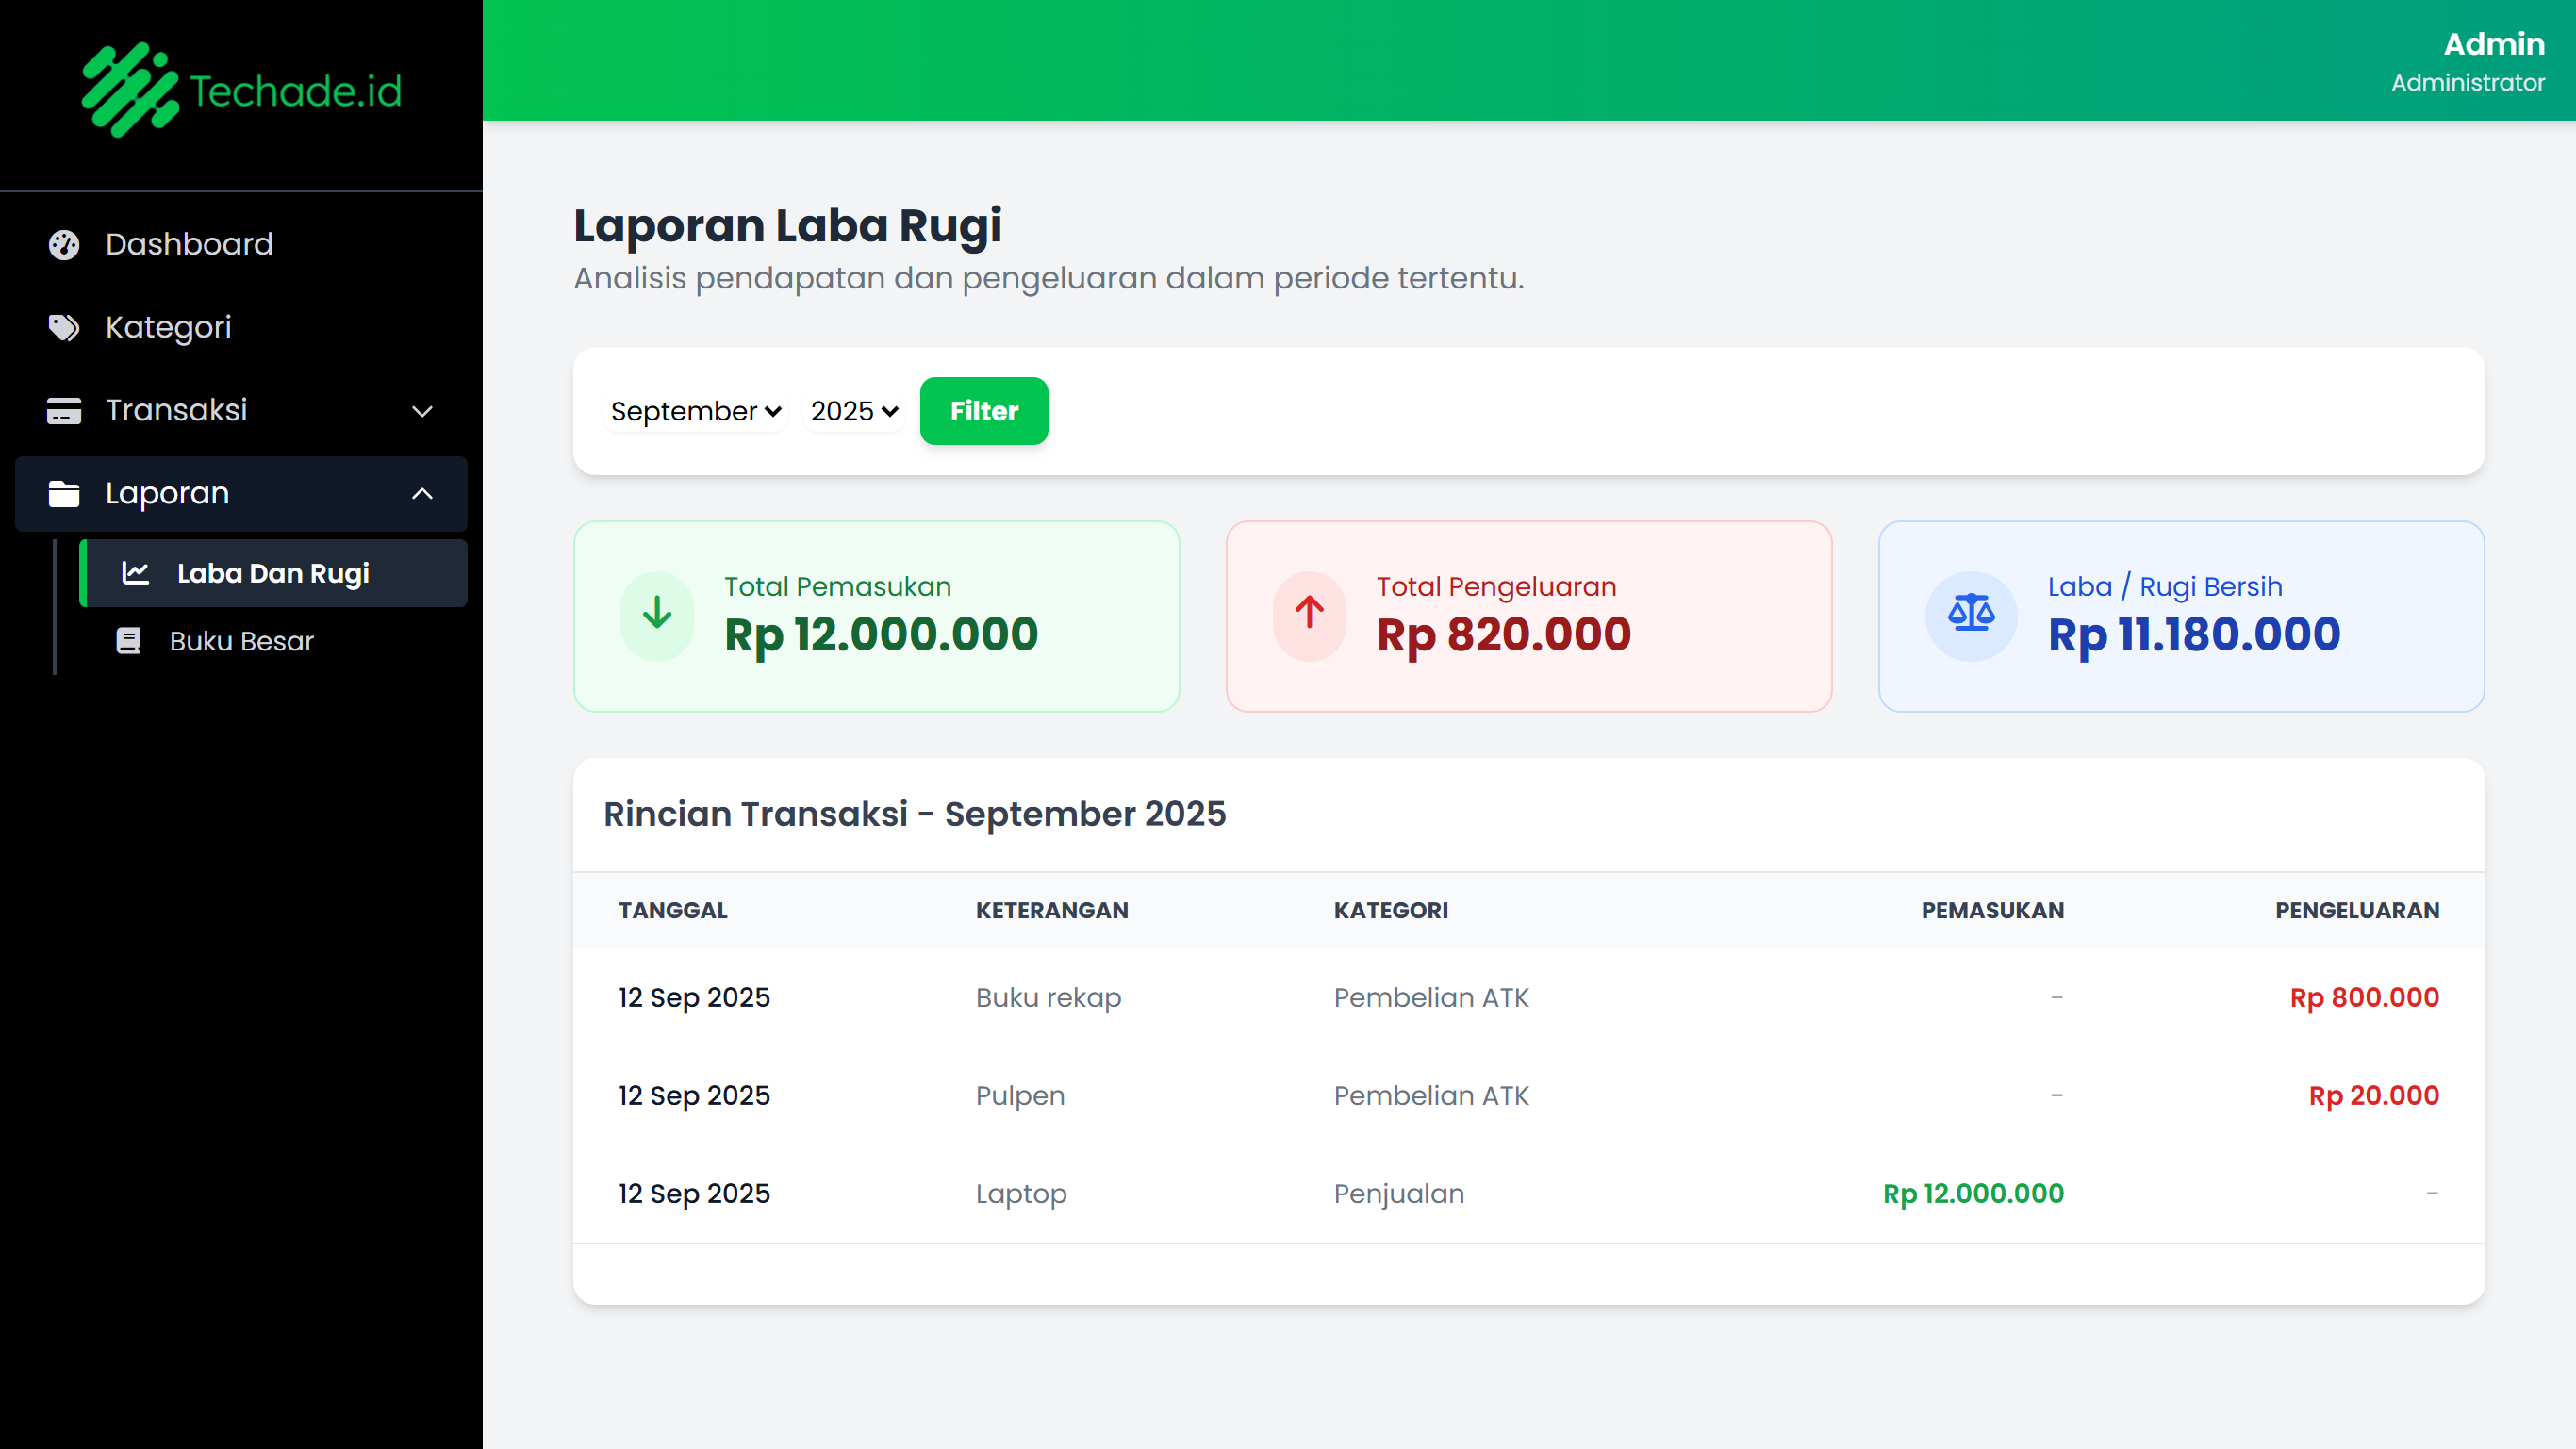 Techade.id
Admin
Administrator
Dashboard
Kategori
Transaksi
Laporan
Laba Dan Rugi
Buku Besar
Laporan Laba Rugi
Analisis pendapatan dan pengeluaran dalam periode tertentu.
September 2025 Filter
Total Pemasukan
Rp 12.000.000
Total Pengeluaran
Rp 820.000
Laba / Rugi Bersih
Rp 11.180.000
Rincian Transaksi - September 2025
TANGGAL KETERANGAN KATEGORI PEMASUKAN PENGELUARAN
12 Sep 2025 Buku rekap Pembelian ATK - Rp 800.000
12 Sep 2025 Pulpen Pembelian ATK - Rp 20.000
12 Sep 2025 Laptop Penjualan Rp 12.000.000 -